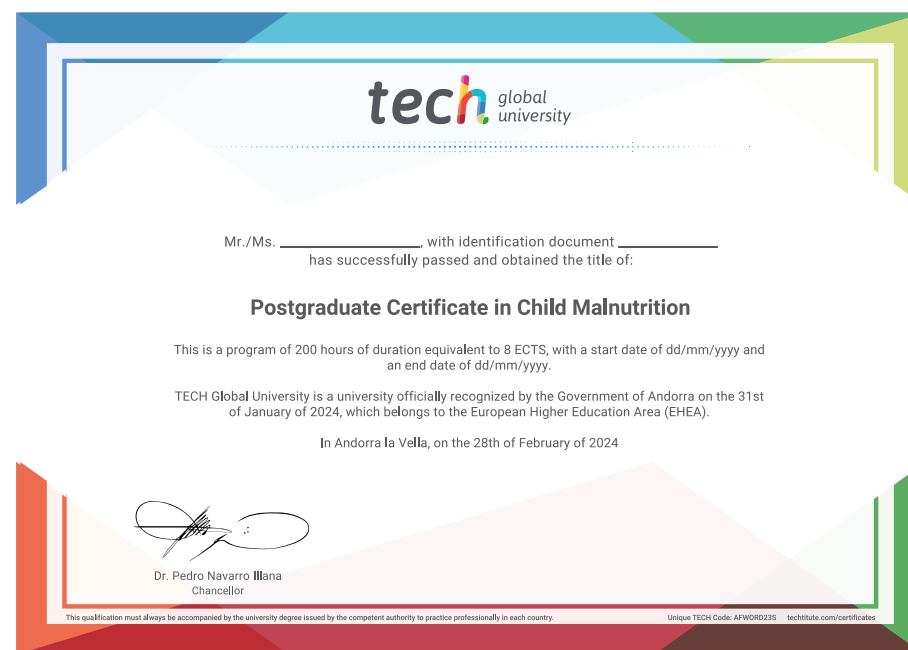 tech global
university
Mr./Ms. ____________________, with identification document ______________
has successfully passed and obtained the title of:
Postgraduate Certificate in Child Malnutrition
This is a program of 200 hours of duration equivalent to 8 ECTS, with a start date of dd/mm/yyyy and
an end date of dd/mm/yyyy.
TECH Global University is a university officially recognized by the Government of Andorra on the 31st
of January of 2024, which belongs to the European Higher Education Area (EHEA).
In Andorra la Vella, on the 28th of February of 2024
Dr. Pedro Navarro Illana
Chancellor
This qualification must always be accompanied by the university degree issued by the competent authority to practice professionally in each country. Unique TECH Code: AFWORD23S techtitute.com/certificates